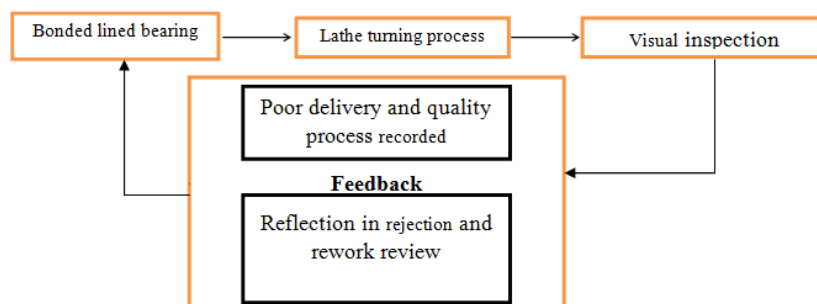 Bonded lined bearing
Lathe turning process
Visual inspection
Poor delivery and quality
process recorded
Feedback
Reflection in rejection and
rework review